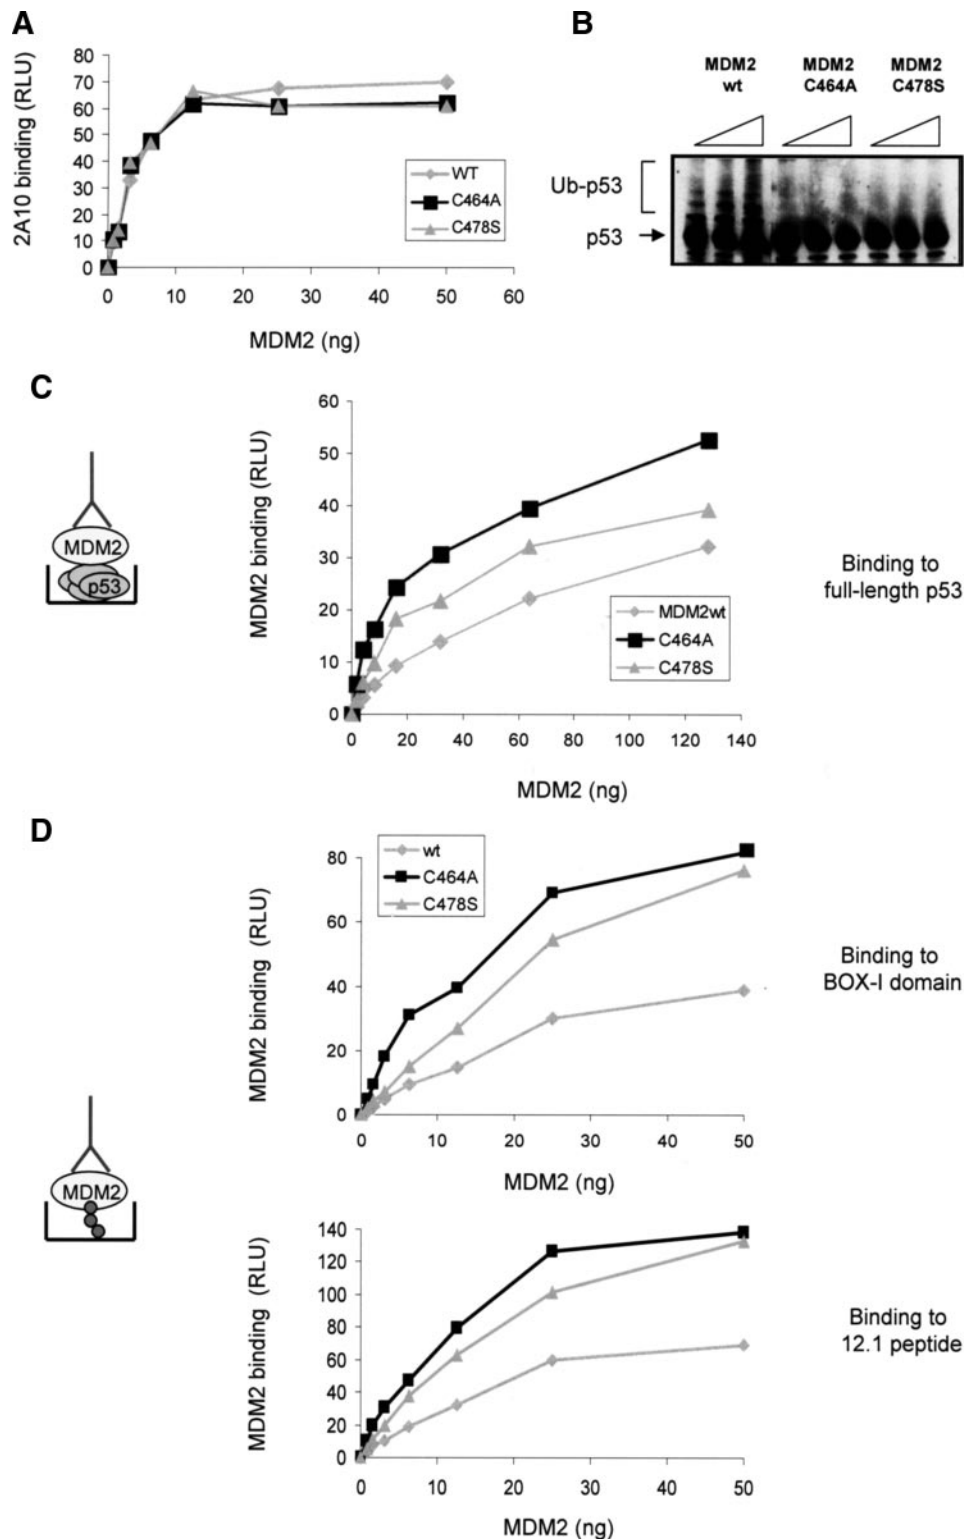 A
2A10 binding (RLU)
80
70
60
50
40
30
20
10
0
0 10 20 30 40 50 60
MDM2 (ng)
WT
C464A
C478S
B
MDM2 wt
MDM2 C464A
MDM2 C478S
Ub-p53
p53
C
MDM2
p53
MDM2 binding (RLU)
60
50
40
30
20
10
0
0 20 40 60 80 100 120 140
MDM2 (ng)
MDM2wt
C464A
C478S
Binding to
full-length p53
D
wt
C464A
C478S
MDM2 binding (RLU)
80
60
40
20
0
0 10 20 30 40 50
MDM2 (ng)
Binding to
BOX-I domain
MDM2
MDM2 binding (RLU)
140
120
100
80
60
40
20
0
0 10 20 30 40 50
MDM2 (ng)
Binding to
12.1 peptide